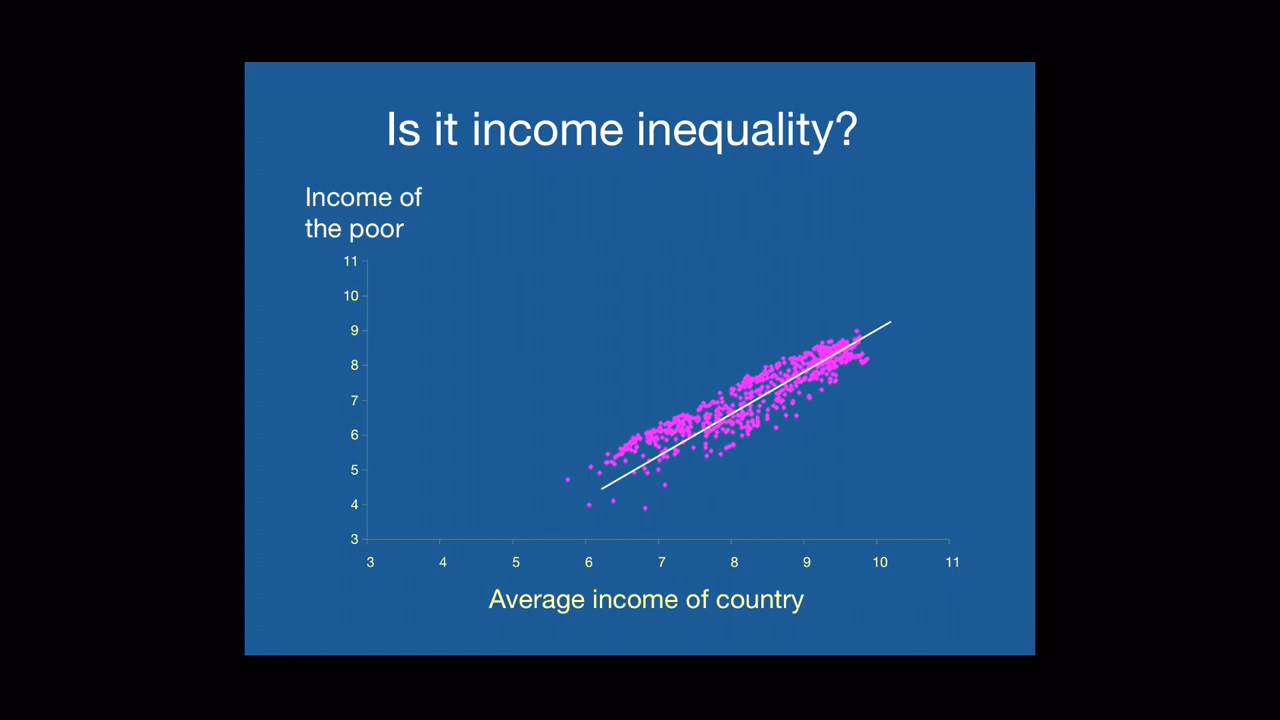 Is it income inequality?
Income of
the poor
11
10
9
8
7
6
5
4
3
3 4 5 6 7 8 9 10 11
Average income of country